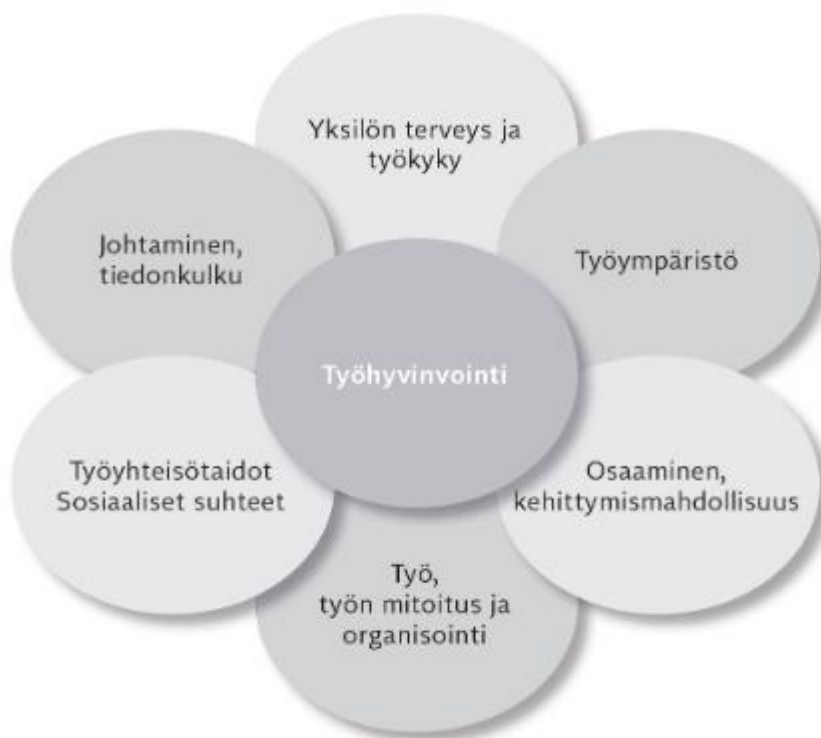 Yksilön terveys ja
työkyky
Johtaminen,
tiedonkulku
Työympäristö
Työhyvinvointi
Työyhteisötaidot
Sosiaaliset suhteet
Osaaminen,
kehittymismahdollisuus
Työ,
työn mitoitus ja
organisointi